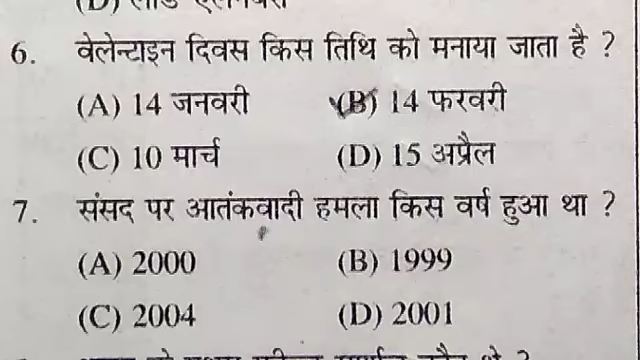 6. वेलेन्टाइन दिवस किस तिथि को मनाया जाता है ?
(A) 14 जनवरी (B) 14 फरवरी
(C) 10 मार्च (D) 15 अप्रैल
7. संसद पर आतंकवादी हमला किस वर्ष हुआ था ?
(A) 2000 (B) 1999
(C) 2004 (D) 2001